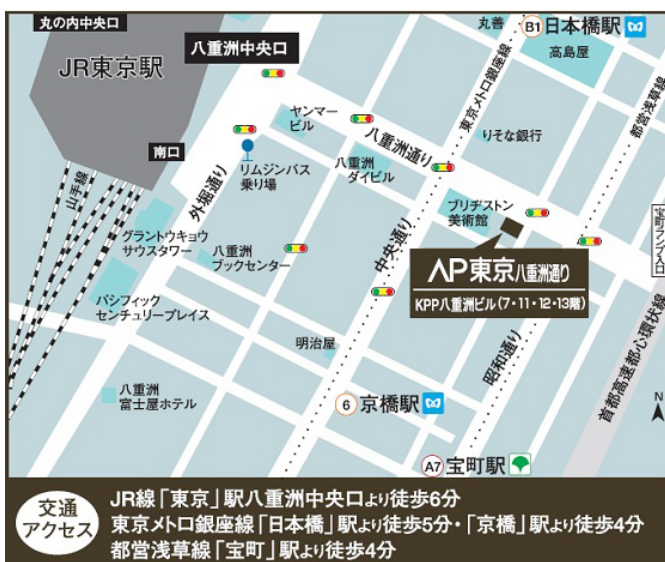 丸の内中央口
JR東京駅
八重洲中央口
丸善
B1 日本橋駅
高島屋
ヤンマー
ビル
八重洲通り
東京メトロ銀座線
都営浅草線
りそな銀行
南口
リムジンバス
乗り場
八重洲
ダイビル
山手線
外堀通り
ブリヂストン
美術館
宝町ランプ入口
グラントウキョウ
サウスタワー
八重洲
ブックセンター
中央通り
AP東京八重洲通り
KPP八重洲ビル(7・11・12・13階)
パシフィック
センチュリープレイス
明治屋
昭和通り
首都高速都心環状線
八重洲
富士屋ホテル
6 京橋駅
N
A7 宝町駅
交通
アクセス
JR線「東京」駅八重洲中央口より徒歩6分
東京メトロ銀座線「日本橋」駅より徒歩5分・「京橋」駅より徒歩4分
都営浅草線「宝町」駅より徒歩4分